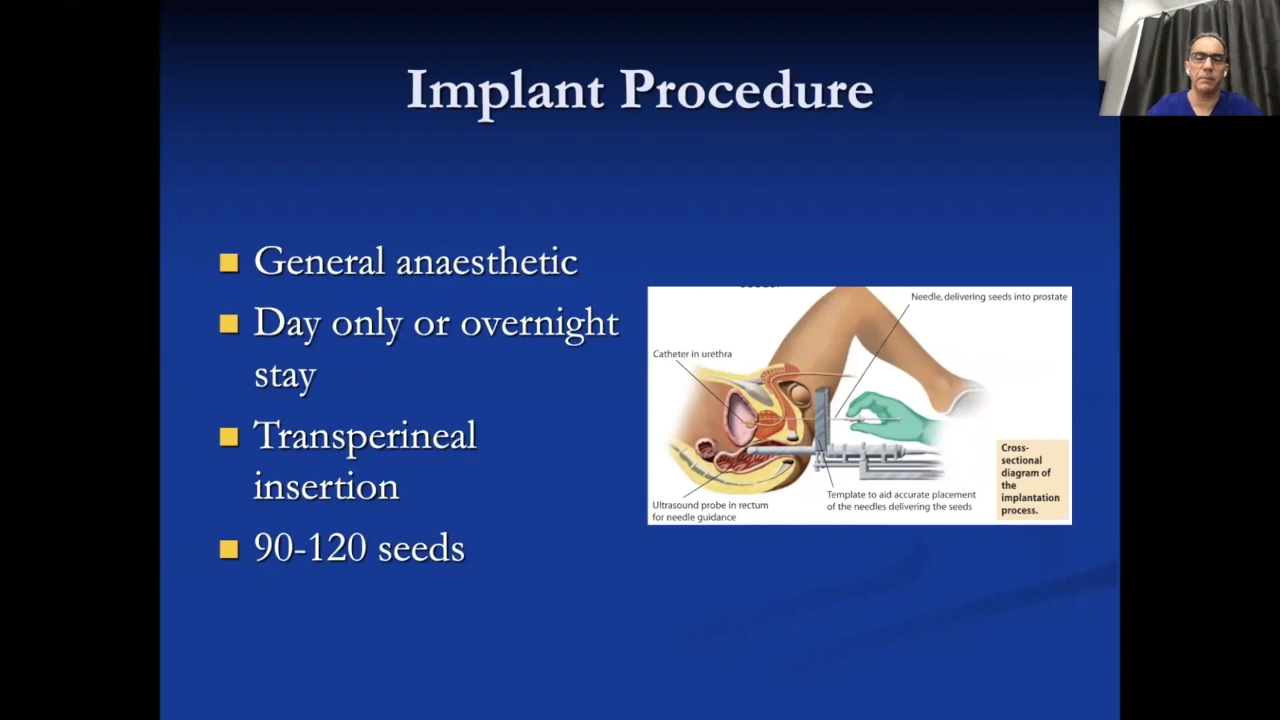 Implant Procedure
General anaesthetic
Day only or overnight
stay
Transperineal
insertion
90-120 seeds
Needle, delivering seeds into prostate
Catheter in urethra
Ultrasound probe in rectum
for needle guidance
Template to aid accurate placement
of the needles delivering the seeds
Cross-
sectional
diagram of
the
implantation
process.